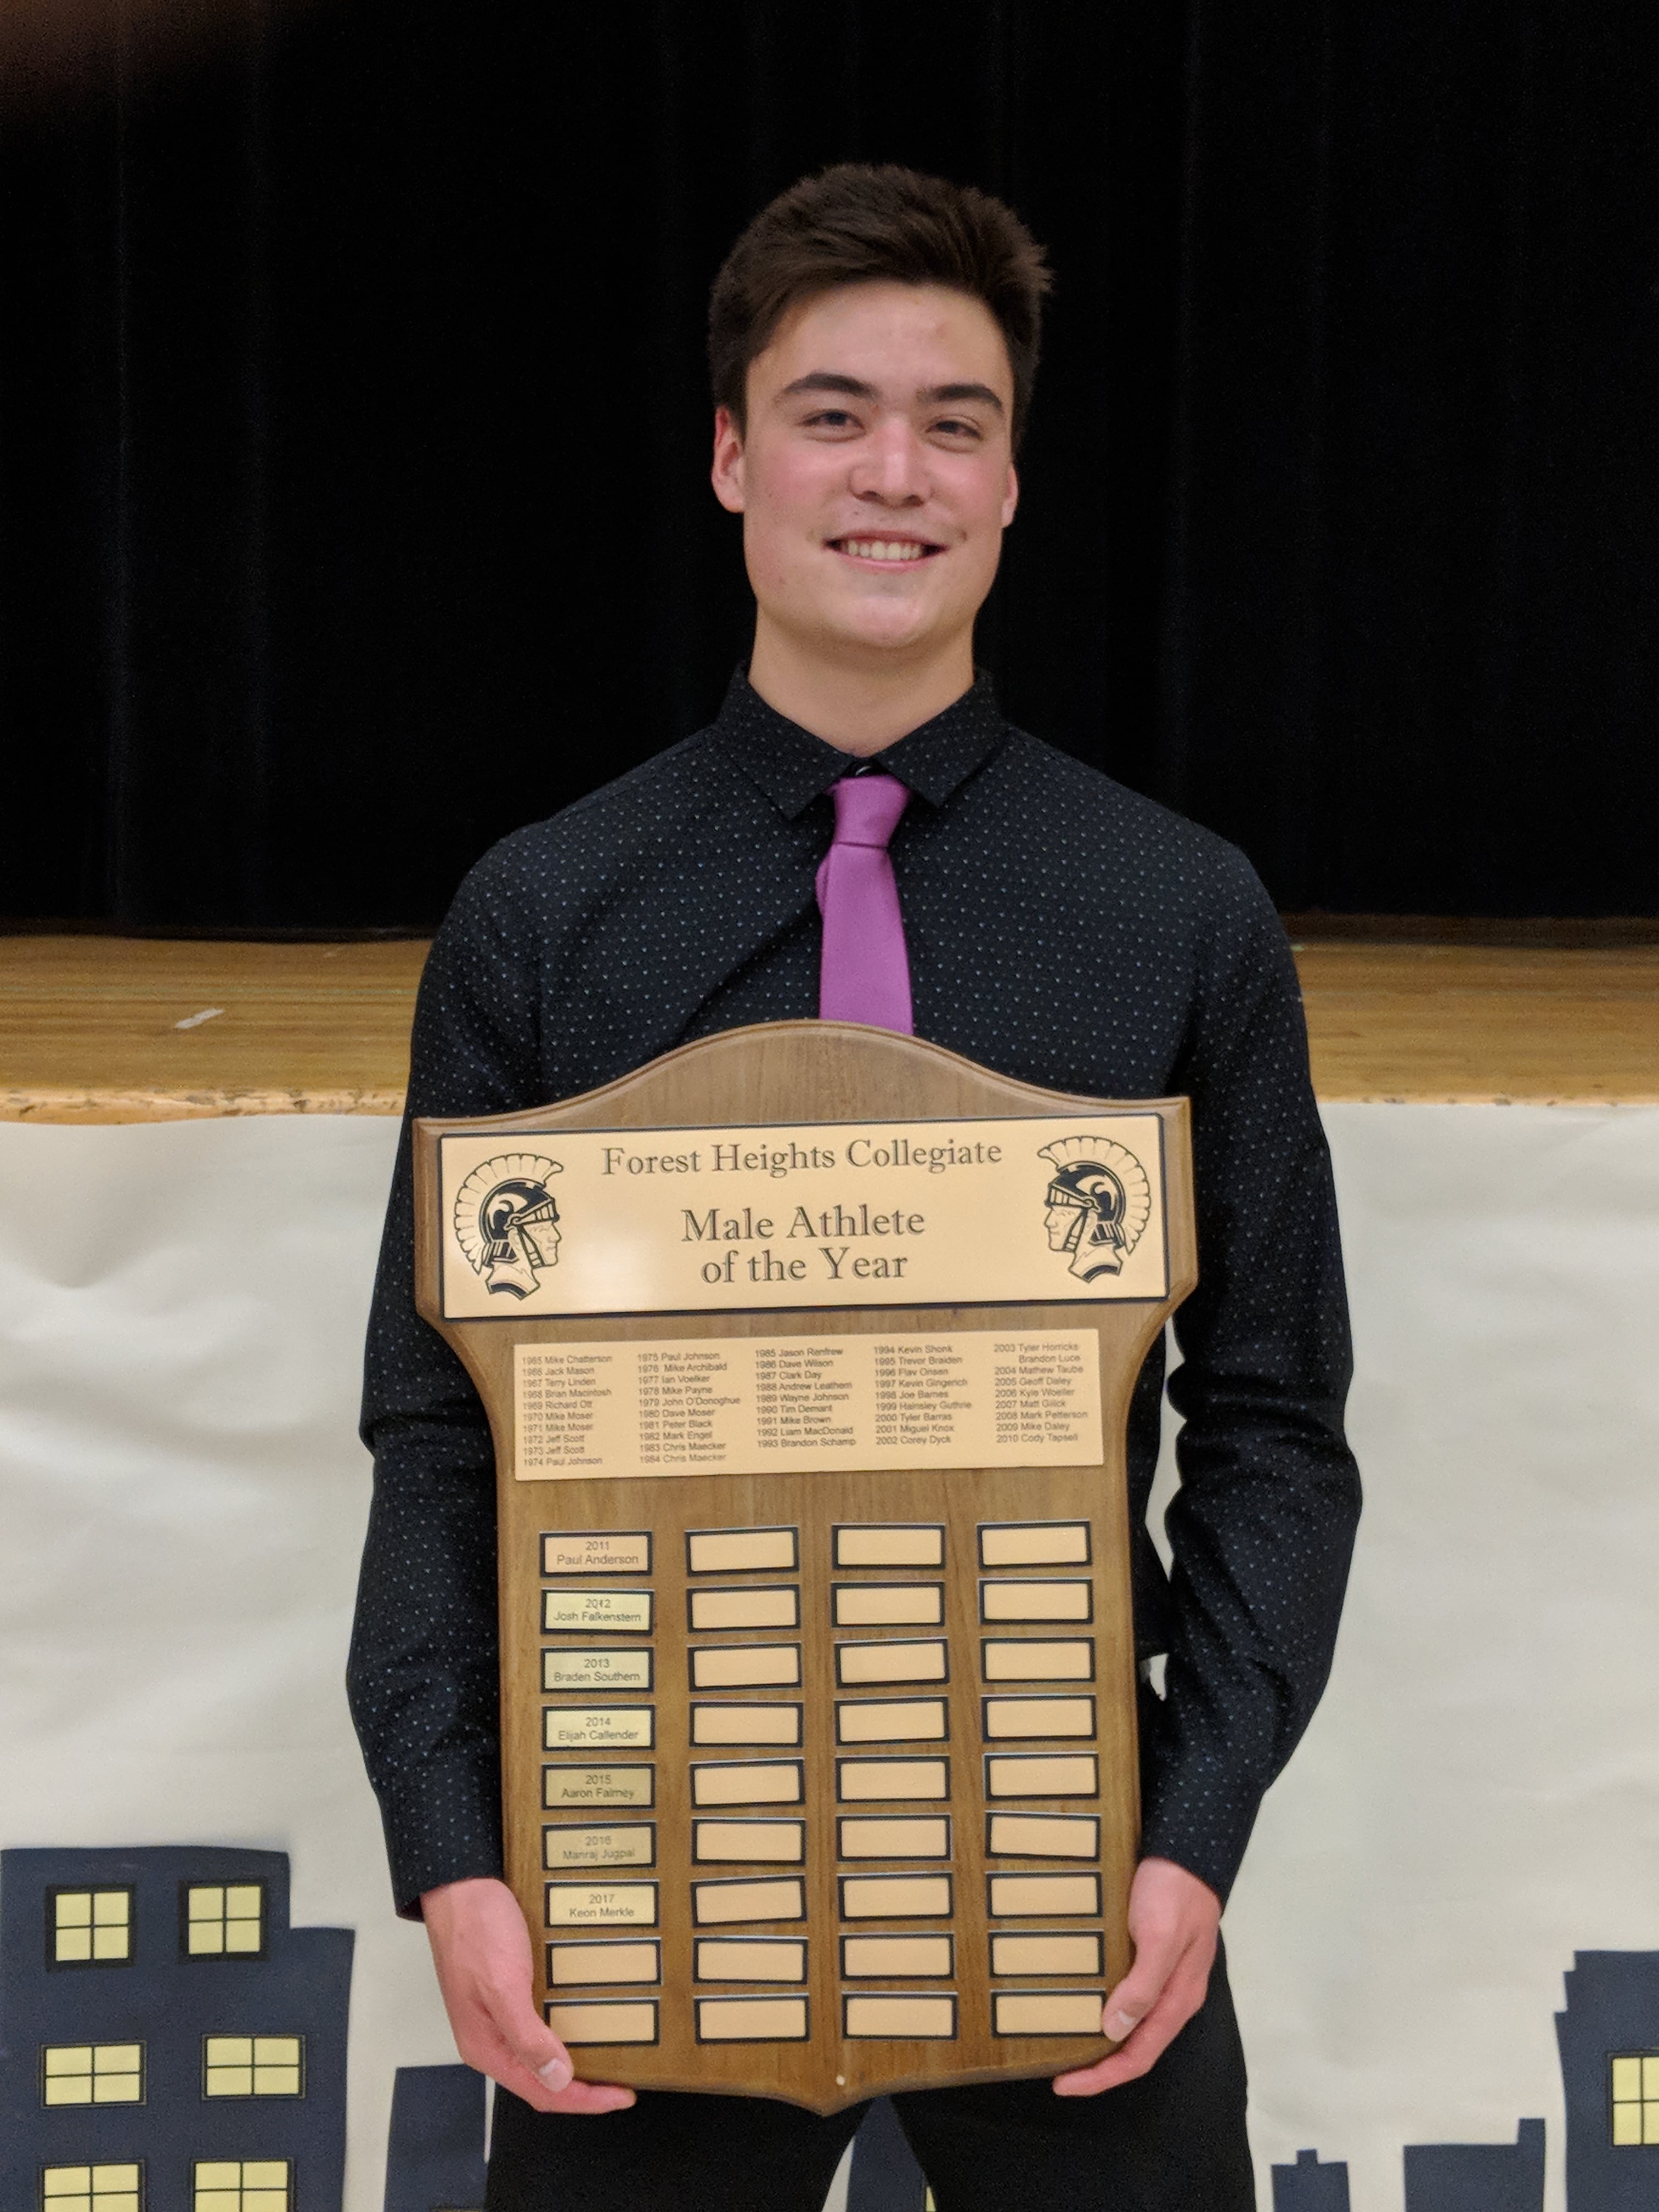 Forest Heights Collegiate
Male Athlete
of the Year
1965 Mike Chatterson
1966 Jack Mason
1967 Terry Linden
1968 Brian Macintosh
1969 Richard Ott
1970 Mike Moser
1971 Mike Moser
1972 Jeff Scott
1973 Jeff Scott
1974 Paul Johnson
1975 Paul Johnson
1976 Mike Archibald
1977 Ian Voelker
1978 Mike Payne
1979 John O'Donoghue
1980 Dave Moser
1981 Peter Black
1982 Mark Engel
1983 Chris Maecker
1984 Chris Maecker
1985 Jason Renfrew
1986 Dave Wilson
1987 Clark Day
1988 Andrew Leathem
1989 Wayne Johnson
1990 Tim Demant
1991 Mike Brown
1992 Liam MacDonald
1993 Brandon Schamp
1994 Kevin Shonk
1995 Trevor Braiden
1996 Flav Onsen
1997 Kevin Gingerich
1998 Joe Barnes
1999 Hainsley Guthrie
2000 Tyler Barras
2001 Miguel Knox
2002 Corey Dyck
2003 Tyler Horricks
Brandon Luce
2004 Mathew Taube
2005 Geoff Daley
2006 Kyle Woeller
2007 Matt Gilick
2008 Mark Petterson
2009 Mike Daley
2010 Cody Tapsell
2011
Paul Anderson
2012
Josh Falkenstern
2013
Braden Southern
2014
Elijah Callender
2015
Aaron Fairney
2016
Manraj Jugpal
2017
Keon Merkle